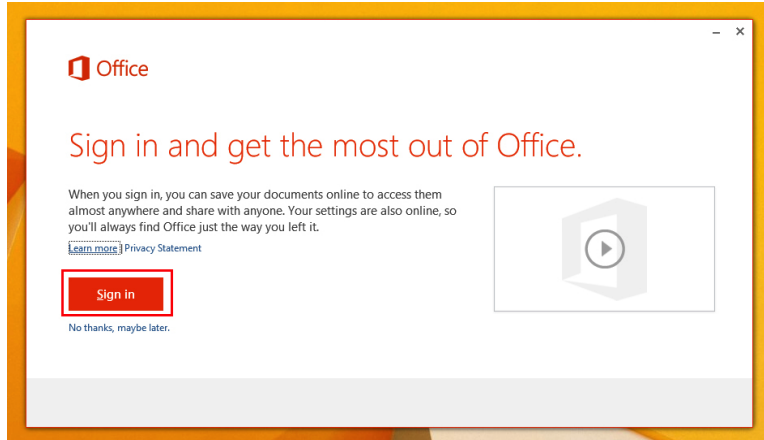 Office
Sign in and get the most out of Office.
When you sign in, you can save your documents online to access them
almost anywhere and share with anyone. Your settings are also online, so
you'll always find Office just the way you left it.
Learn more | Privacy Statement
Sign in
No thanks, maybe later.